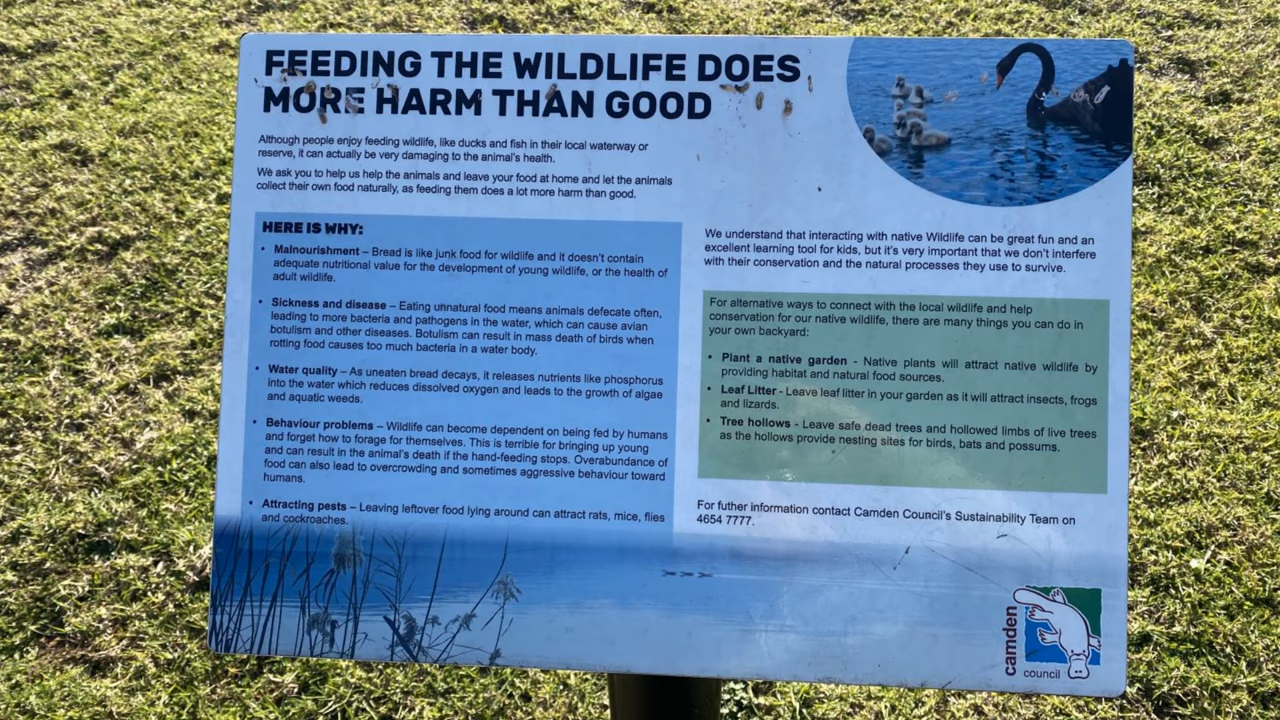 FEEDING THE WILDLIFE DOES
MORE HARM THAN GOOD
Although people enjoy feeding wildlife, like ducks and fish in their local waterway or
reserve, it can actually be very damaging to the animal's health.
We ask you to help us help the animals and leave your food at home and let the animals
collect their own food naturally, as feeding them does a lot more harm than good.
HERE IS WHY:
• Malnourishment – Bread is like junk food for wildlife and it doesn't contain
adequate nutritional value for the development of young wildlife, or the health of
adult wildlife.
• Sickness and disease – Eating unnatural food means animals defecate often,
leading to more bacteria and pathogens in the water, which can cause avian
botulism and other diseases. Botulism can result in mass death of birds when
rotting food causes too much bacteria in a water body.
• Water quality – As uneaten bread decays, it releases nutrients like phosphorus
into the water which reduces dissolved oxygen and leads to the growth of algae
and aquatic weeds.
• Behaviour problems – Wildlife can become dependent on being fed by humans
and forget how to forage for themselves. This is terrible for bringing up young
and can result in the animal's death if the hand-feeding stops. Overabundance of
food can also lead to overcrowding and sometimes aggressive behaviour toward
humans.
• Attracting pests – Leaving leftover food lying around can attract rats, mice, flies
and cockroaches.
We understand that interacting with native Wildlife can be great fun and an
excellent learning tool for kids, but it's very important that we don't interfere
with their conservation and the natural processes they use to survive.
For alternative ways to connect with the local wildlife and help
conservation for our native wildlife, there are many things you can do in
your own backyard:
• Plant a native garden - Native plants will attract native wildlife by
providing habitat and natural food sources.
• Leaf Litter - Leave leaf litter in your garden as it will attract insects, frogs
and lizards.
• Tree hollows - Leave safe dead trees and hollowed limbs of live trees
as the hollows provide nesting sites for birds, bats and possums.
For futher information contact Camden Council's Sustainability Team on
4654 7777.
camden
council